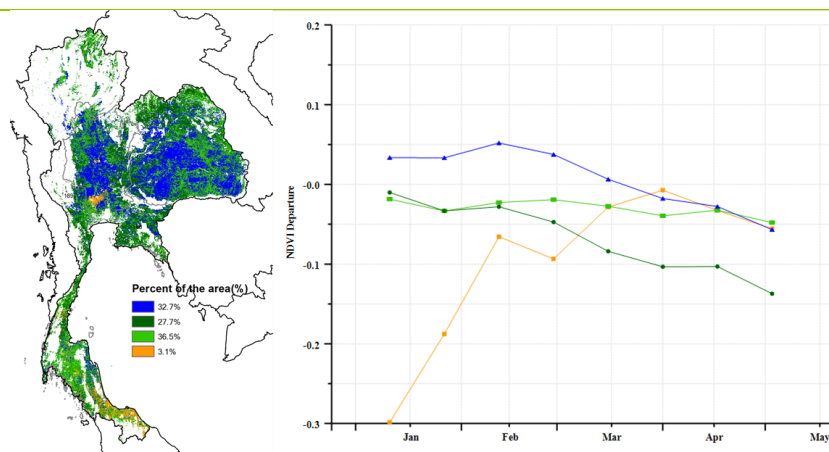 Percent of the area(%)
32.7%
27.7%
36.5%
3.1%
NDVI Departure
0.2
0.1
-0.0
-0.1
-0.2
-0.3
Jan
Feb
Mar
Apr
May